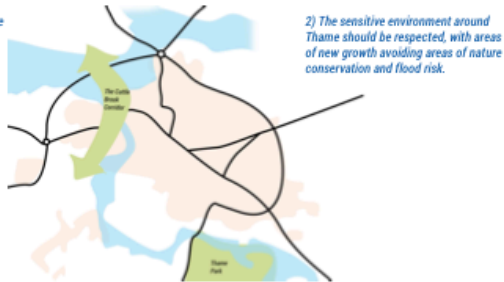 e
2) The sensitive environment around
Thame should be respected, with areas
of new growth avoiding areas of nature
conservation and flood risk.
The Cuttle
Brook
Corridor
Thame
Park